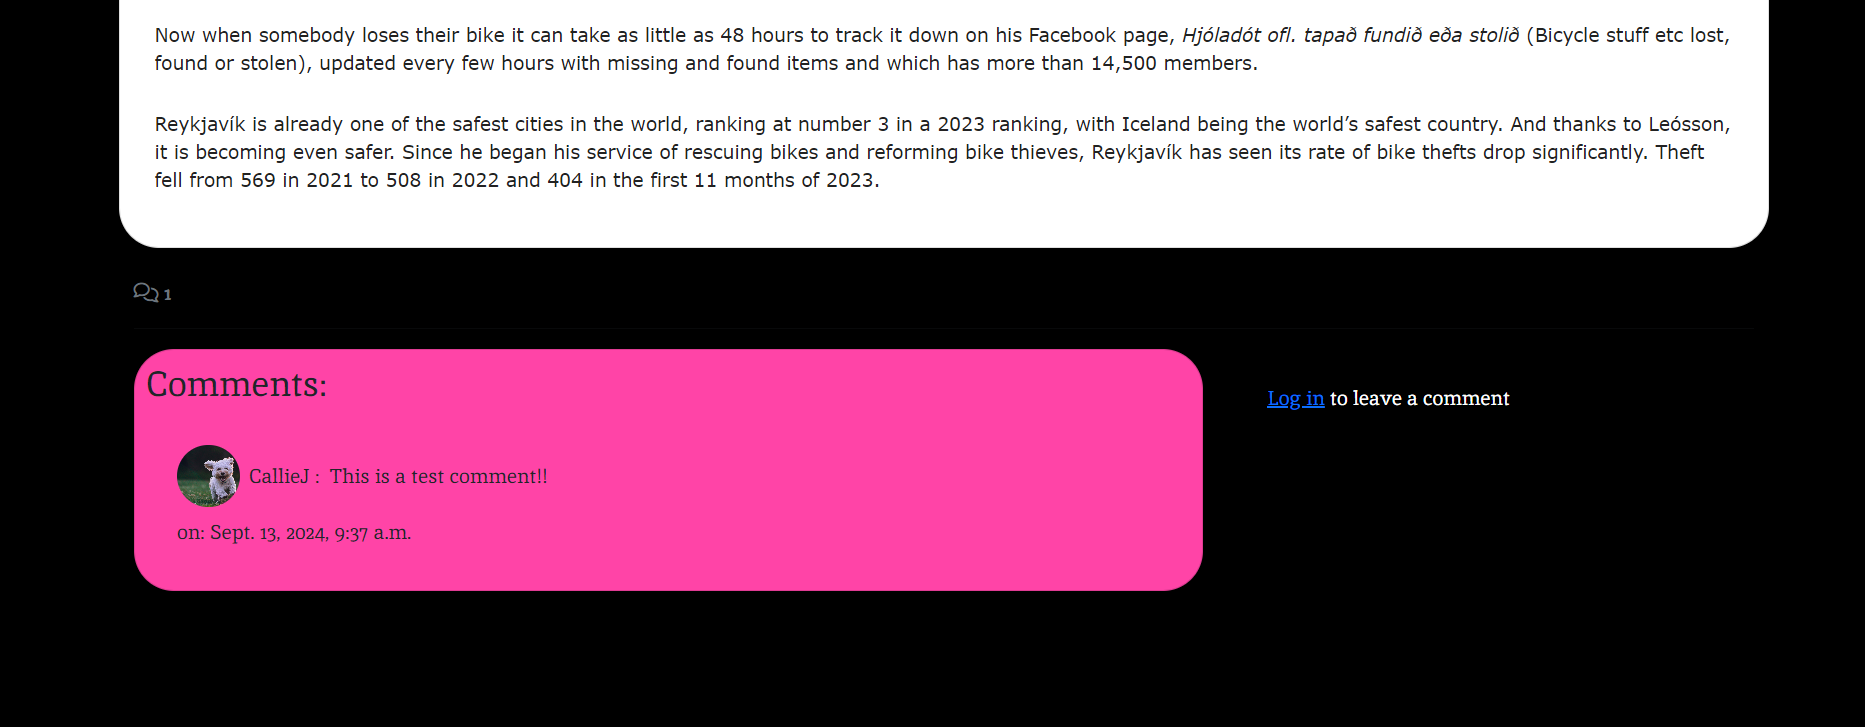 Now when somebody loses their bike it can take as little as 48 hours to track it down on his Facebook page, Hjóladót ofl. tapað fundið eða stolið (Bicycle stuff etc lost,
found or stolen), updated every few hours with missing and found items and which has more than 14,500 members.
Reykjavík is already one of the safest cities in the world, ranking at number 3 in a 2023 ranking, with Iceland being the world’s safest country. And thanks to Leósson,
it is becoming even safer. Since he began his service of rescuing bikes and reforming bike thieves, Reykjavík has seen its rate of bike thefts drop significantly. Theft
fell from 569 in 2021 to 508 in 2022 and 404 in the first 11 months of 2023.
1
Comments:
CallieJ : This is a test comment!!
on: Sept. 13, 2024, 9:37 a.m.
Log in to leave a comment